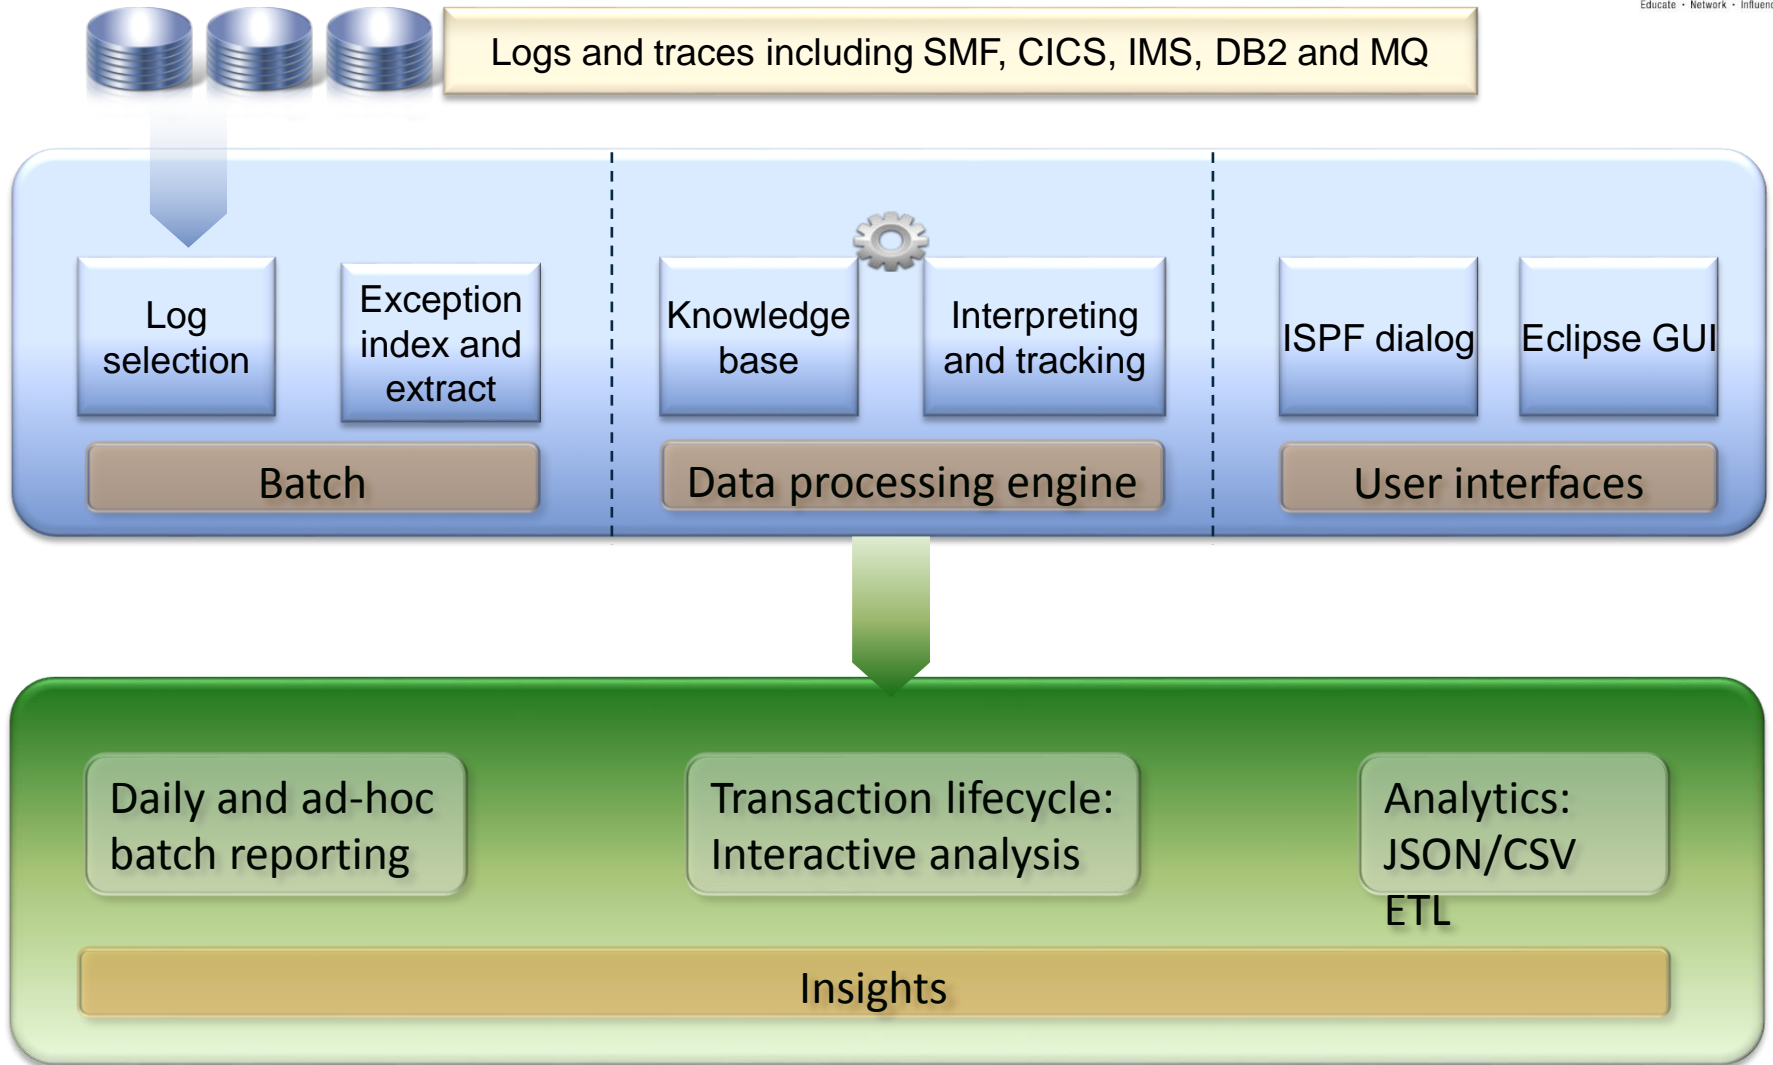 Educate · Network · Influence
Logs and traces including SMF, CICS, IMS, DB2 and MQ
Log
selection
Exception
index and
extract
Knowledge
base
Interpreting
and tracking
ISPF dialog
Eclipse GUI
Batch
Data processing engine
User interfaces
Daily and ad-hoc
batch reporting
Transaction lifecycle:
Interactive analysis
Analytics:
JSON/CSV
ETL
Insights